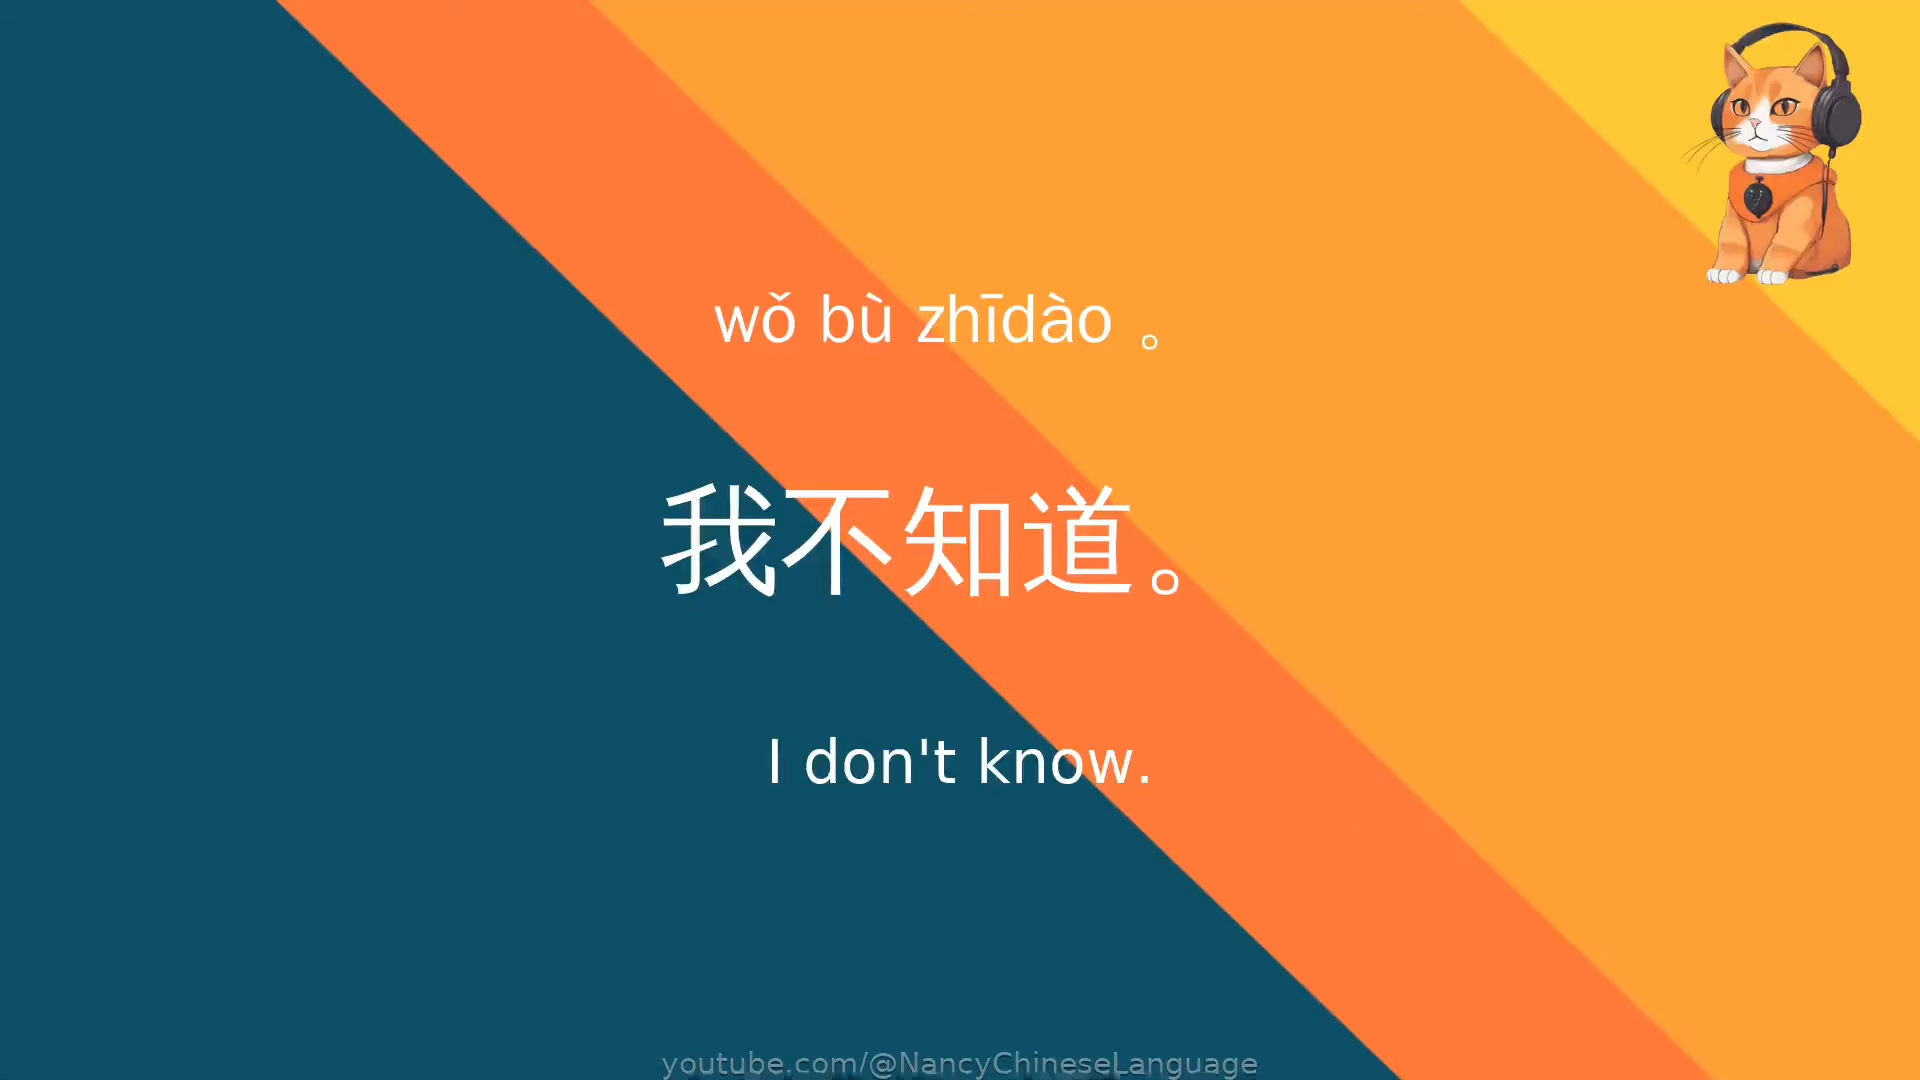 wǒ bù zhīdào 。
我不知道。
I don't know.
youtube.com/@NancyChineseLanguage